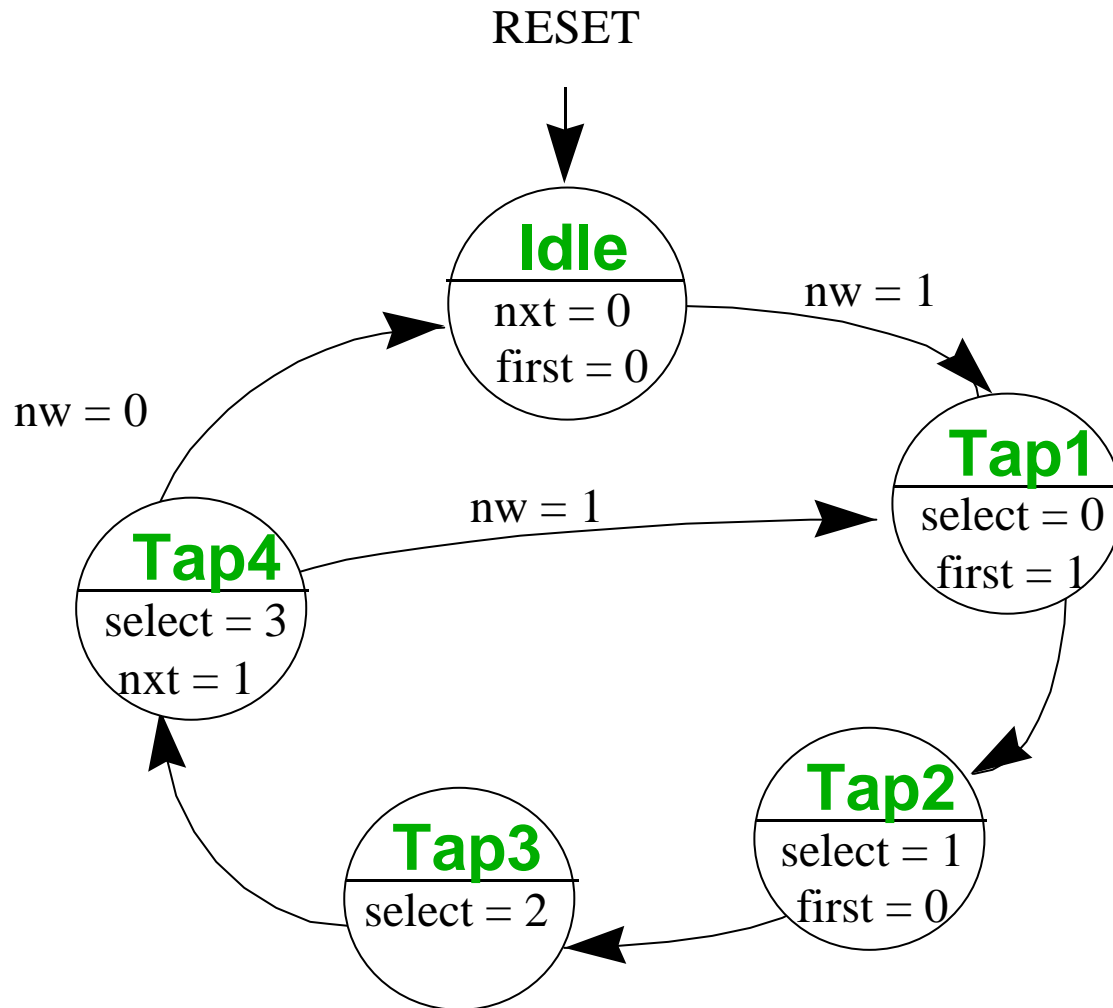 RESET
Idle
nxt = 0
first = 0
nw = 1
nw = 0
Tap1
select = 0
first = 1
nw = 1
Tap4
select = 3
nxt = 1
Tap2
select = 1
first = 0
Tap3
select = 2